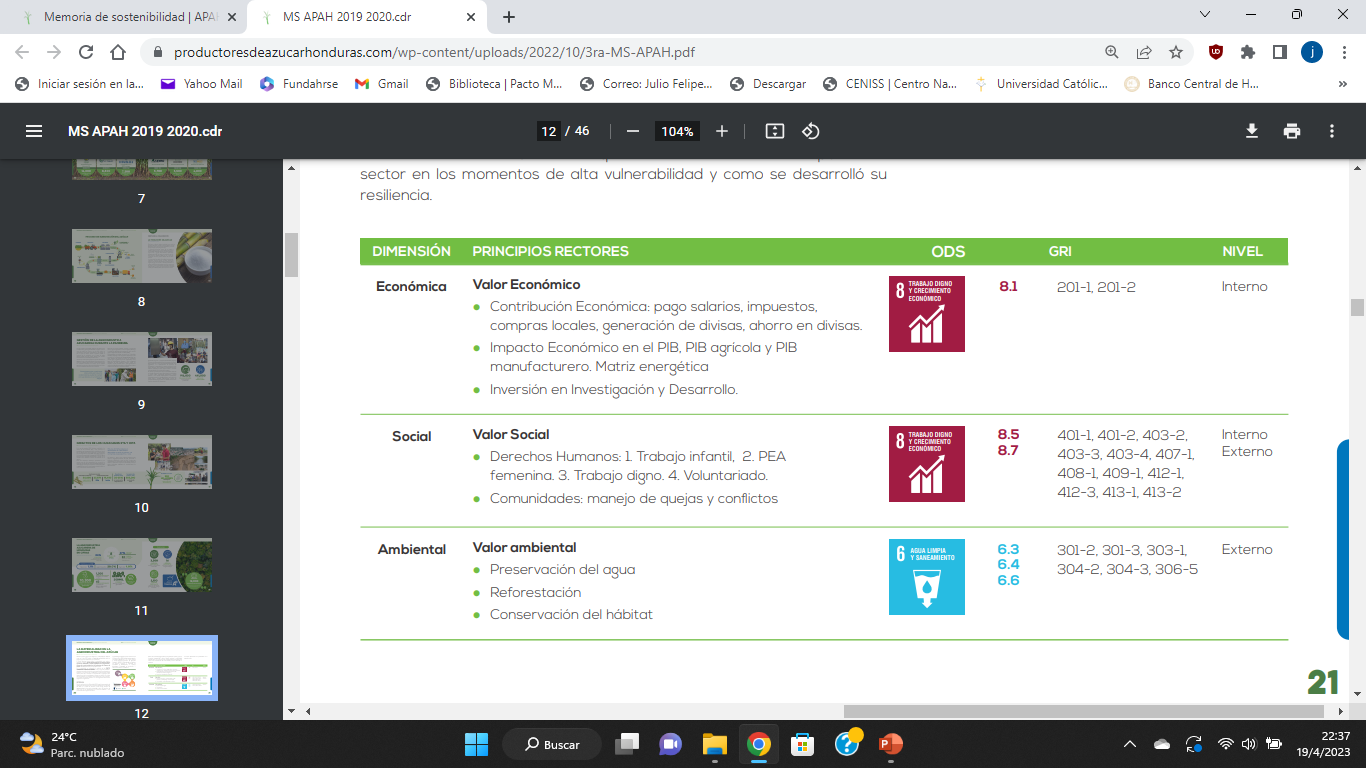 Memoria de sostenibilidad | APAH
MS APAH 2019 2020.cdr
productoresdeazucarhonduras.com/wp-content/uploads/2022/10/3ra-MS-APAH.pdf
j
Iniciar sesión en la...
Yahoo Mail
Fundahrse
Gmail
Biblioteca | Pacto M...
Correo: Julio Felipe...
Descargar
CENISS | Centro Na...
Universidad Católic...
Banco Central de H...
MS APAH 2019 2020.cdr
12 / 46
104%
7
8
9
10
11
12
sector en los momentos de alta vulnerabilidad y como se desarrolló su
resiliencia.
DIMENSIÓN PRINCIPIOS RECTORES ODS GRI NIVEL
Económica
Valor Económico
Contribución Económica: pago salarios, impuestos,
compras locales, generación de divisas, ahorro en divisas.
Impacto Económico en el PIB, PIB agrícola y PIB
manufacturero. Matriz energética
Inversión en Investigación y Desarrollo.
8 TRABAJO DIGNO
Y CRECIMIENTO
ECONÓMICO
8.1
201-1, 201-2
Interno
Social
Valor Social
Derechos Humanos: 1. Trabajo infantil, 2. PEA
femenina. 3. Trabajo digno. 4. Voluntariado.
Comunidades: manejo de quejas y conflictos
8 TRABAJO DIGNO
Y CRECIMIENTO
ECONÓMICO
8.5
8.7
401-1, 401-2, 403-2,
403-3, 403-4, 407-1,
408-1, 409-1, 412-1,
412-3, 413-1, 413-2
Interno
Externo
Ambiental
Valor ambiental
Preservación del agua
Reforestación
Conservación del hábitat
6 AGUA LIMPIA
Y SANEAMIENTO
6.3
6.4
6.6
301-2, 301-3, 303-1,
304-2, 304-3, 306-5
Externo
21
24°C
Parc. nublado
Buscar
22:37
19/4/2023